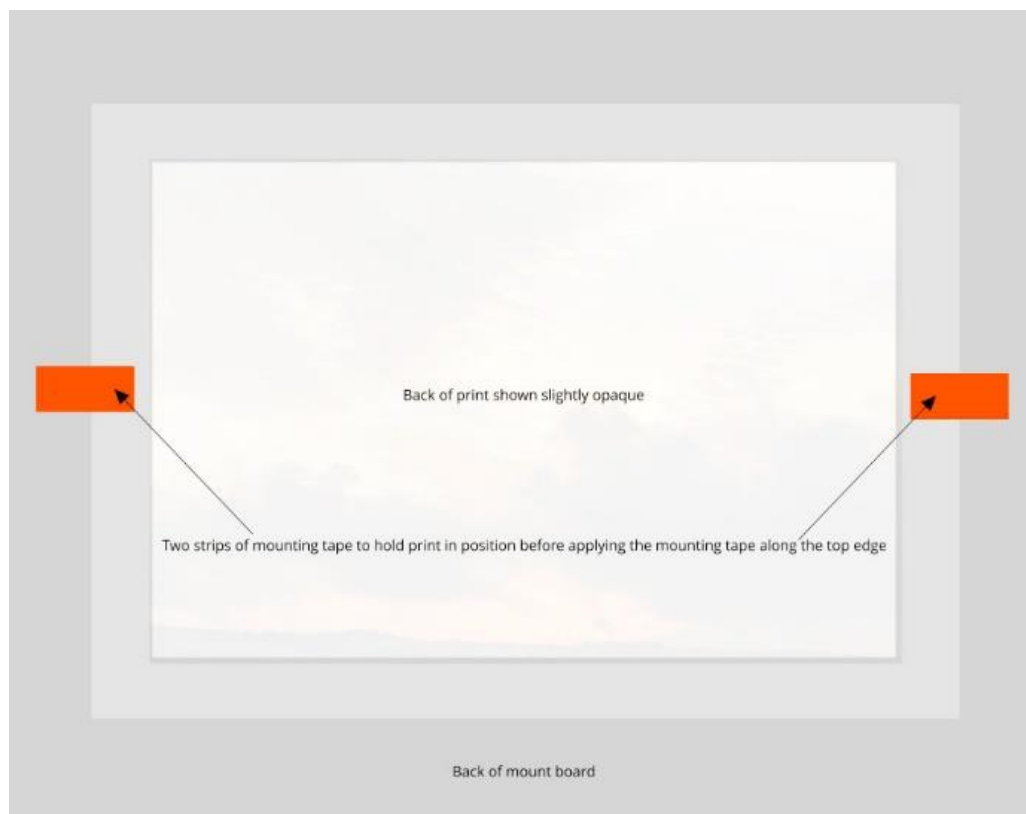 Back of print shown slightly opaque
Two strips of mounting tape to hold print in position before applying the mounting tape along the top edge
Back of mount board